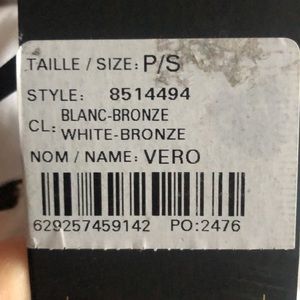 TAILLE / SIZE: P/S
STYLE: 8514494
CL: BLANC-BRONZE
WHITE-BRONZE
NOM / NAME: VERO
629257459142 PO:2476